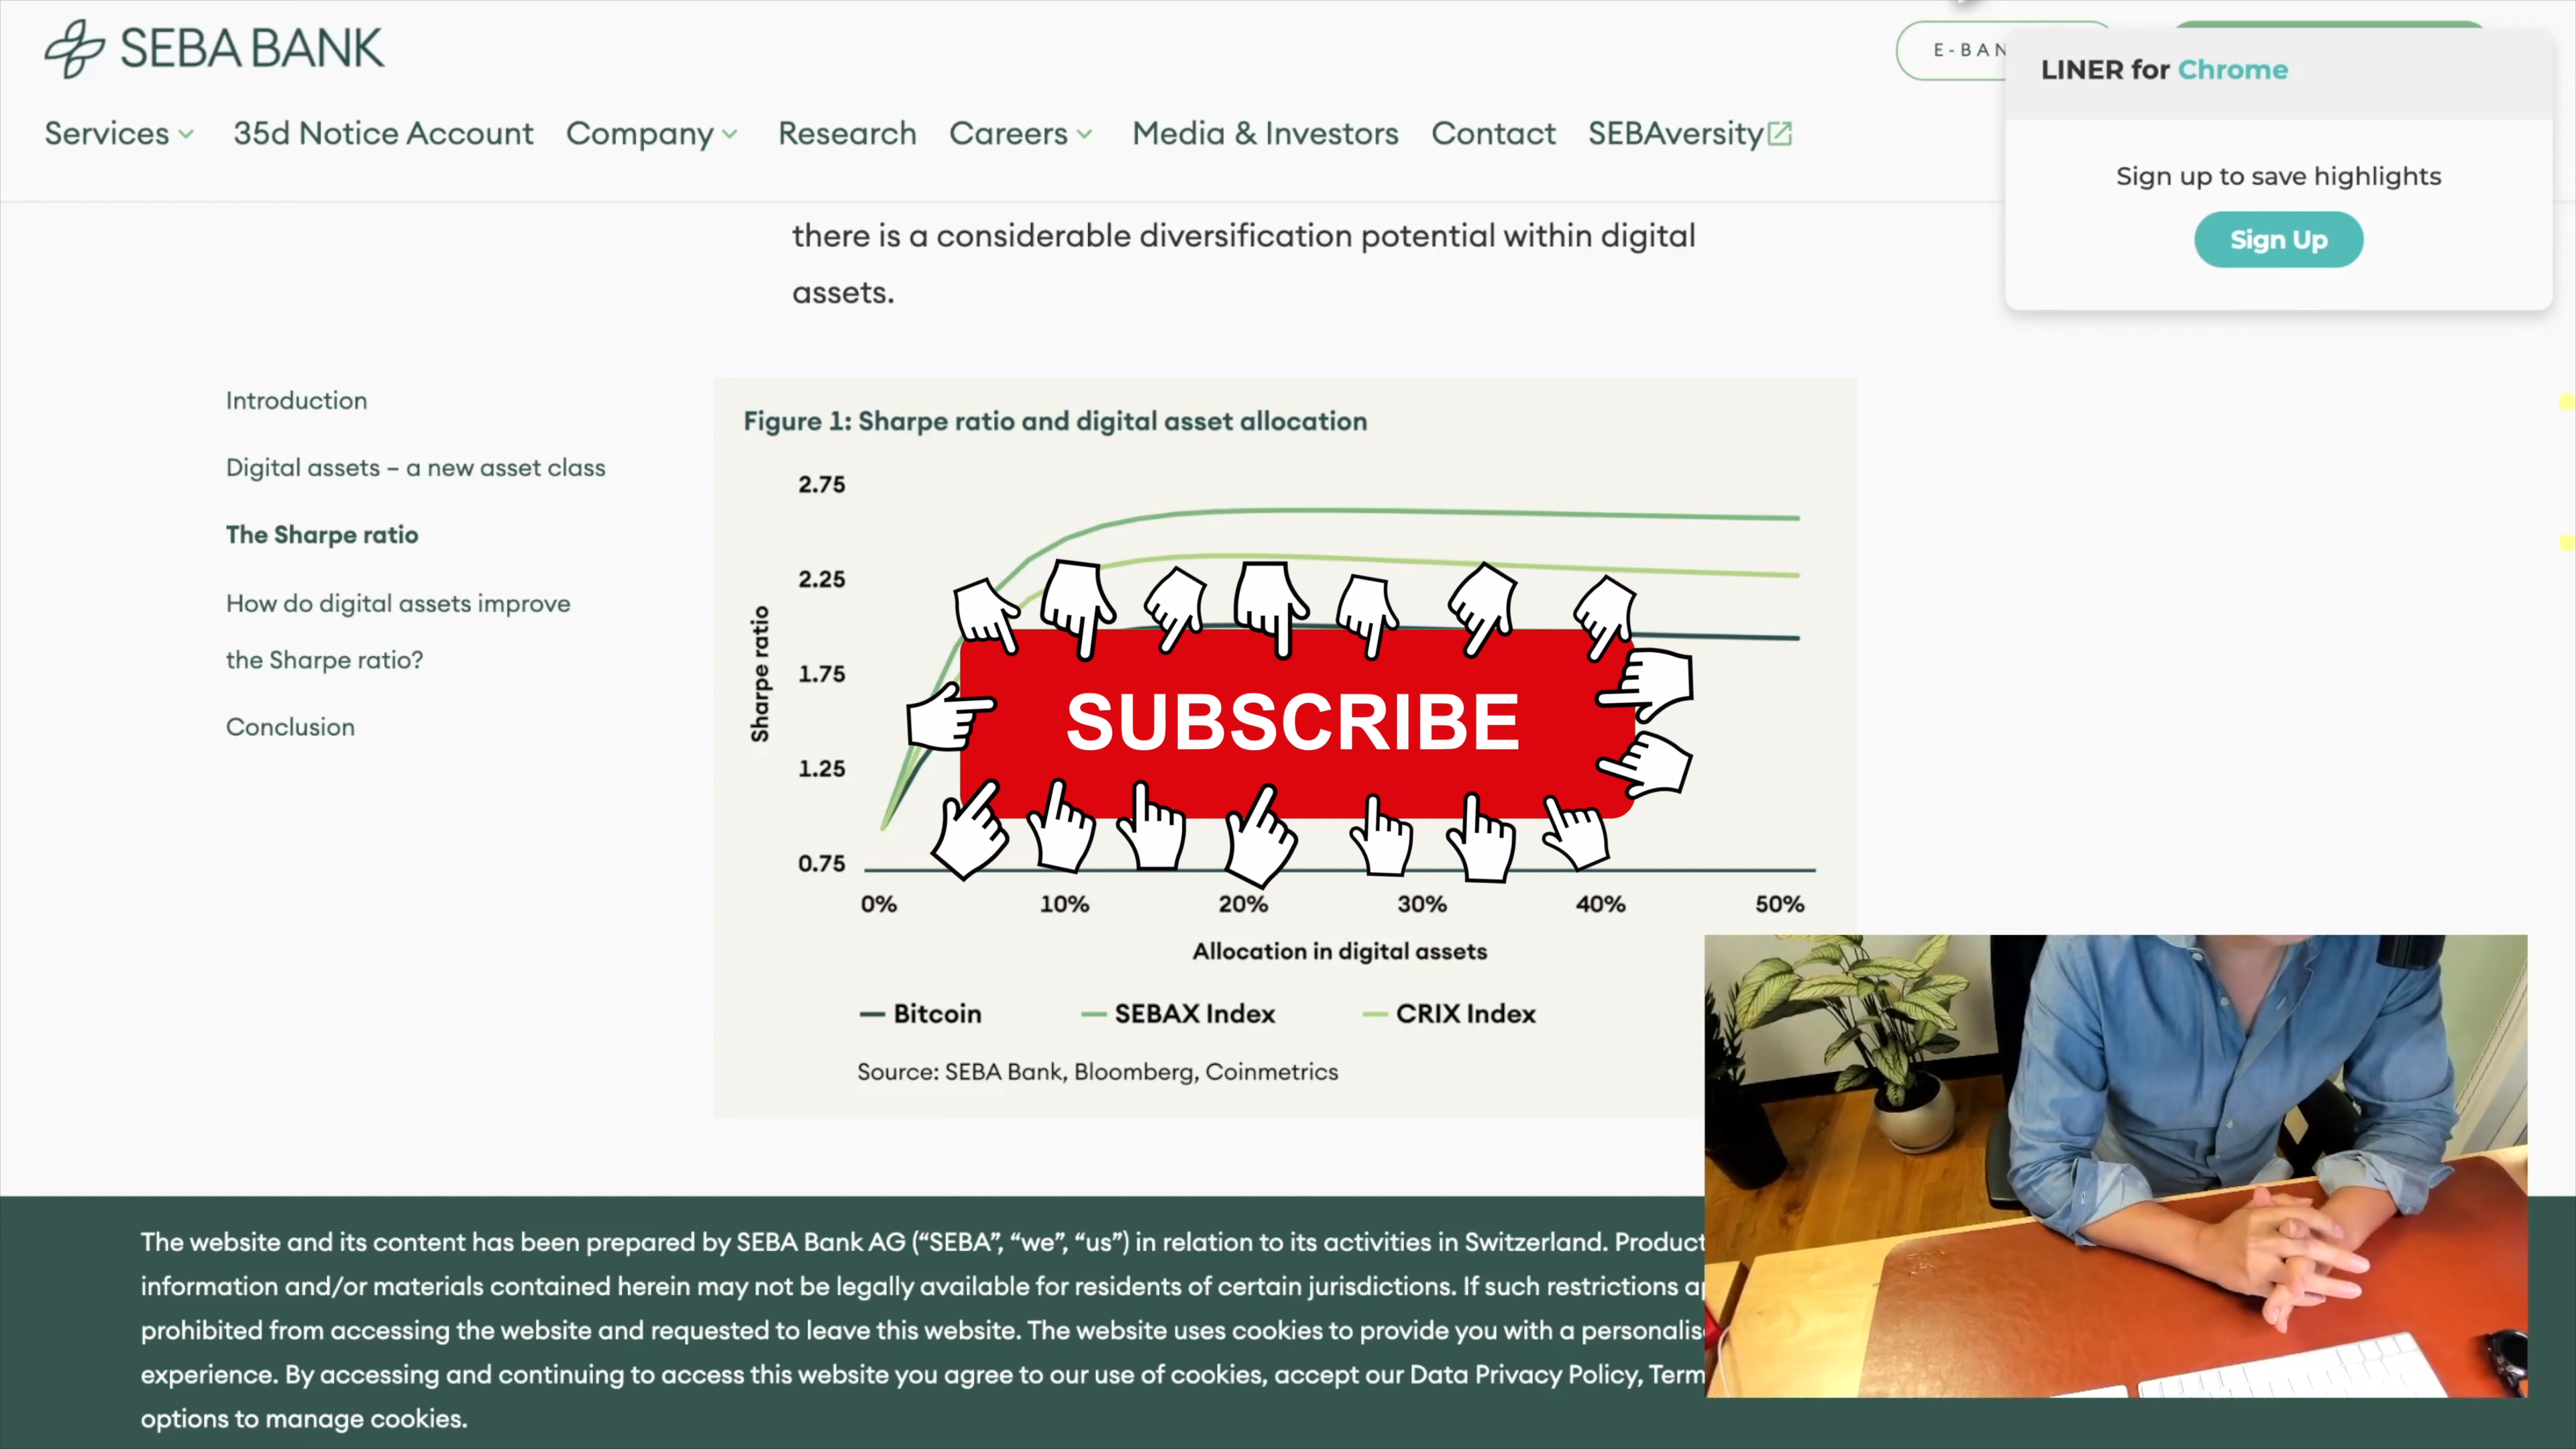 SEBA BANK
E-BAN
LINER for Chrome
Services
35d Notice Account
Company
Research
Careers
Media & Investors
Contact
SEBAversity
Sign up to save highlights
Sign Up
there is a considerable diversification potential within digital
assets.
Introduction
Digital assets – a new asset class
The Sharpe ratio
How do digital assets improve
the Sharpe ratio?
Conclusion
Figure 1: Sharpe ratio and digital asset allocation
2.75
2.25
1.75
1.25
0.75
Sharpe ratio
SUBSCRIBE
0%
10%
20%
30%
40%
50%
Allocation in digital assets
Bitcoin
SEBAX Index
CRIX Index
Source: SEBA Bank, Bloomberg, Coinmetrics
The website and its content has been prepared by SEBA Bank AG (“SEBA”, “we”, “us”) in relation to its activities in Switzerland. Product
information and/or materials contained herein may not be legally available for residents of certain jurisdictions. If such restrictions
prohibited from accessing the website and requested to leave this website. The website uses cookies to provide you with a personalis
experience. By accessing and continuing to access this website you agree to our use of cookies, accept our Data Privacy Policy, Term
options to manage cookies.